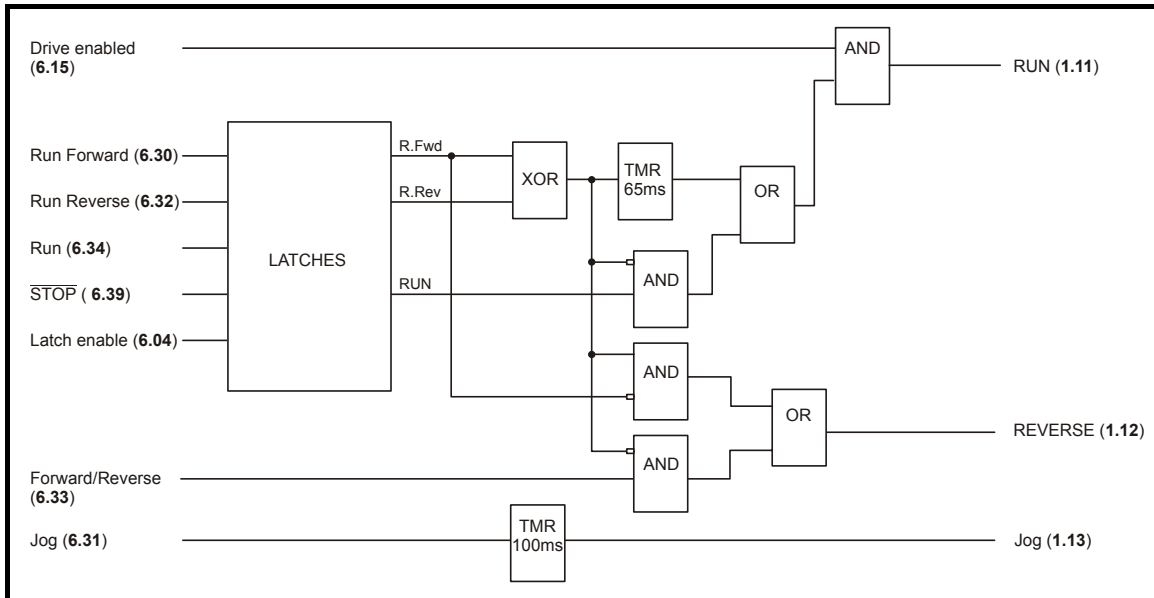 Drive enabled
(6.15)
AND
RUN (1.11)
Run Forward (6.30)
R.Fwd
XOR
TMR
65ms
OR
Run Reverse (6.32)
R.Rev
Run (6.34)
LATCHES
AND
STOP ( 6.39)
RUN
Latch enable (6.04)
AND
OR
REVERSE (1.12)
AND
Forward/Reverse
(6.33)
TMR
100ms
Jog (6.31)
Jog (1.13)